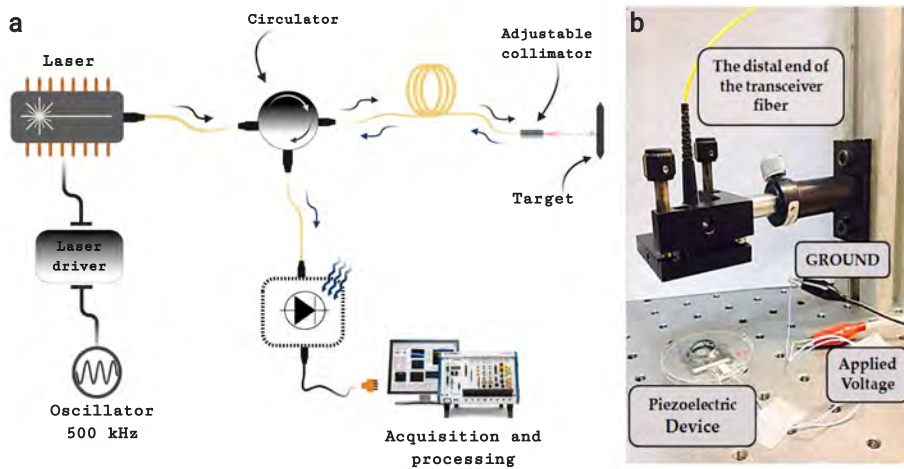 a
Circulator
Laser
Adjustable
collimator
Target
Laser
driver
Oscillator
500 kHz
Acquisition and
processing
b
The distal end
of the
transceiver
fiber
GROUND
Applied
Voltage
Piezoelectric
Device